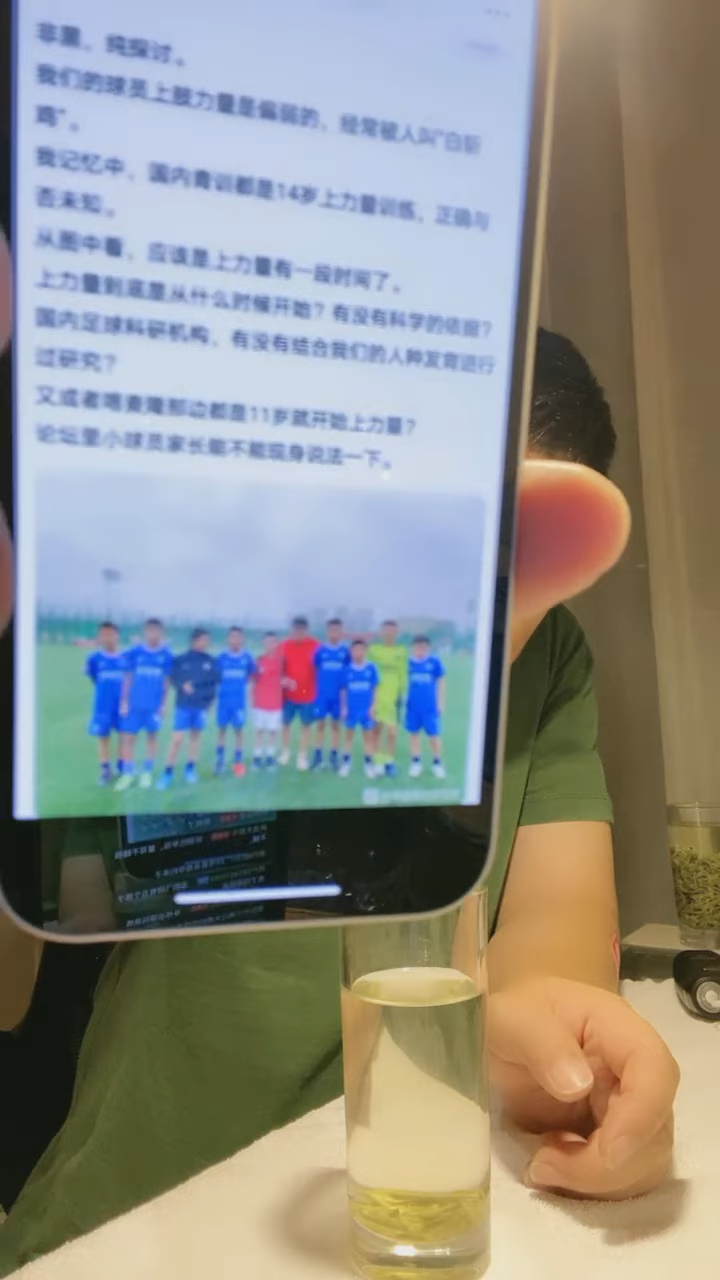 非黑，纯探讨。
我们的球员上肢力量是偏弱的，经常被人叫"白斩
鸡"。
我记忆中，国内青训都是14岁上力量训练，正确与
否未知。
从图中看，应该是上力量有一段时间了。
上力量到底是从什么时候开始？有没有科学的依据？
国内足球科研机构，有没有结合我们的人种发育进行
过研究？
又或者喀麦隆那边都是11岁就开始上力量？
论坛里小球员家长能不能现身说法一下。